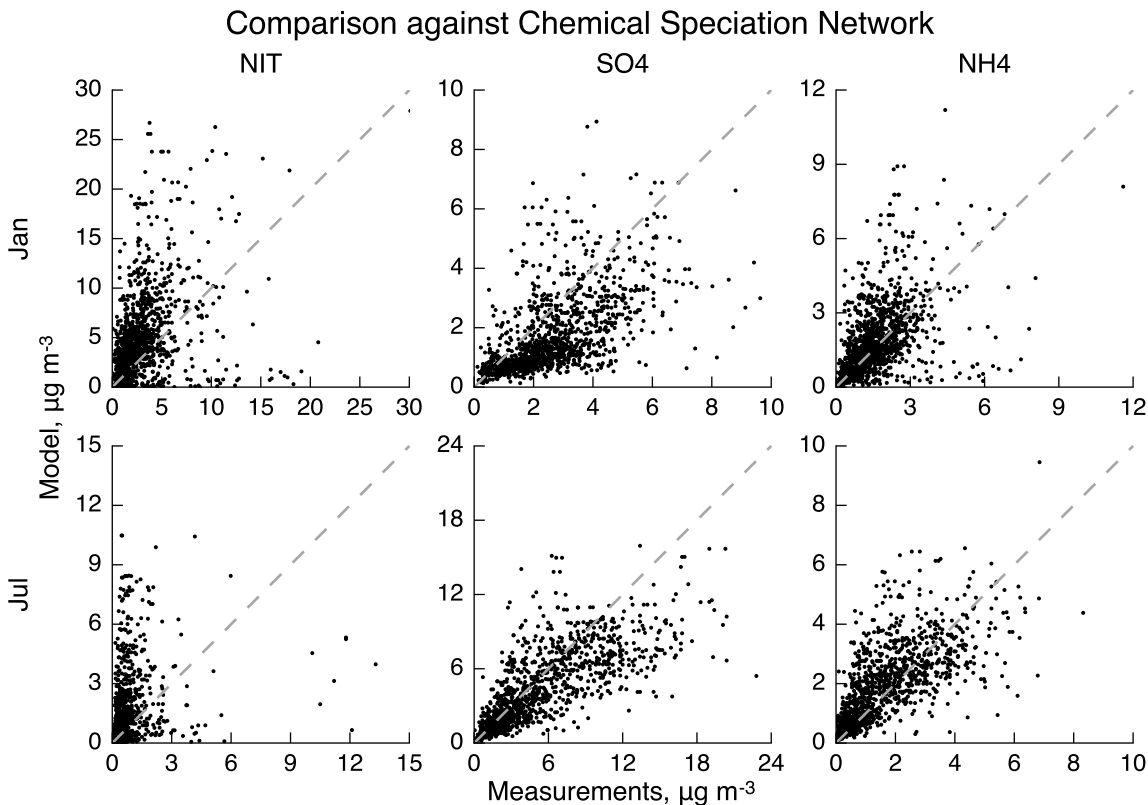 Comparison against Chemical Speciation Network
NIT
SO4
NH4
Jan
30
25
20
15
10
5
0
0 5 10 15 20 25 30
10
8
6
4
2
0
0 2 4 6 8 10
12
9
6
3
0
0 3 6 9 12
Model, µg m-3
Jul
15
12
9
6
3
0
0 3 6 9 12 15
24
18
12
6
0
0 6 12 18 24
10
8
6
4
2
0
0 2 4 6 8 10
Measurements, µg m-3